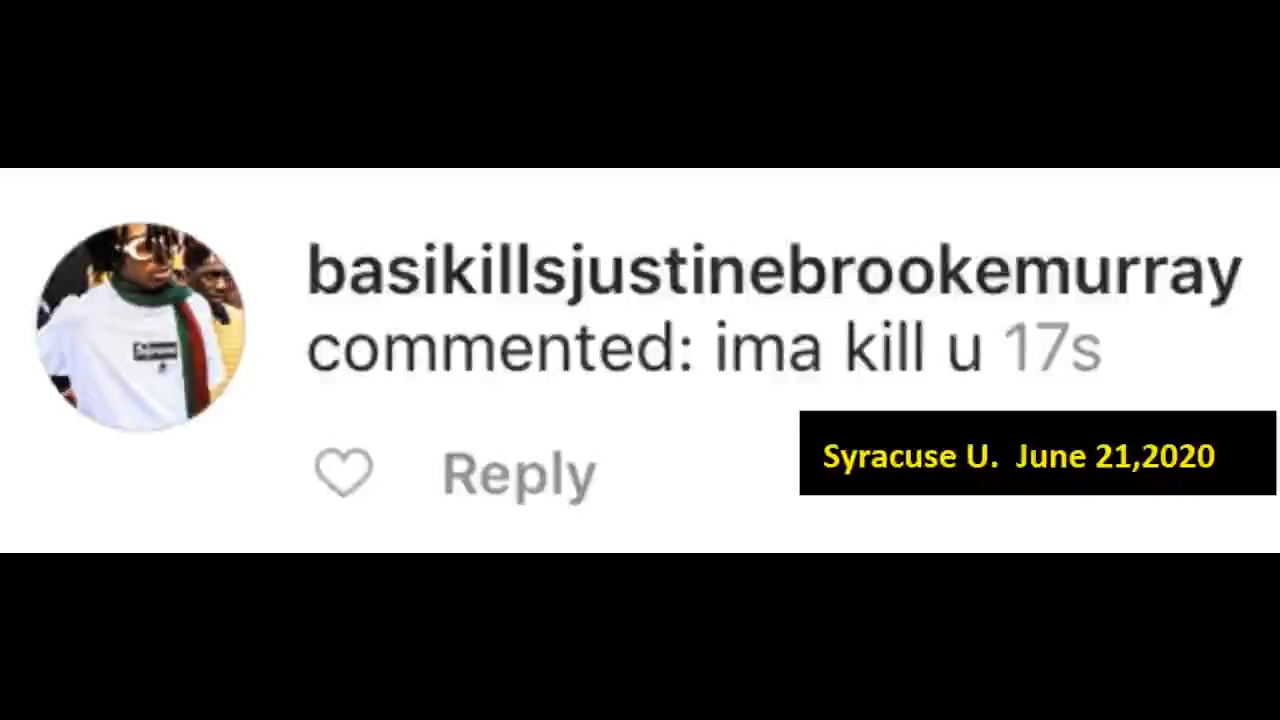 basikillsjustinebrookemurray
commented: ima kill u 17s
Reply
Syracuse U. June 21,2020